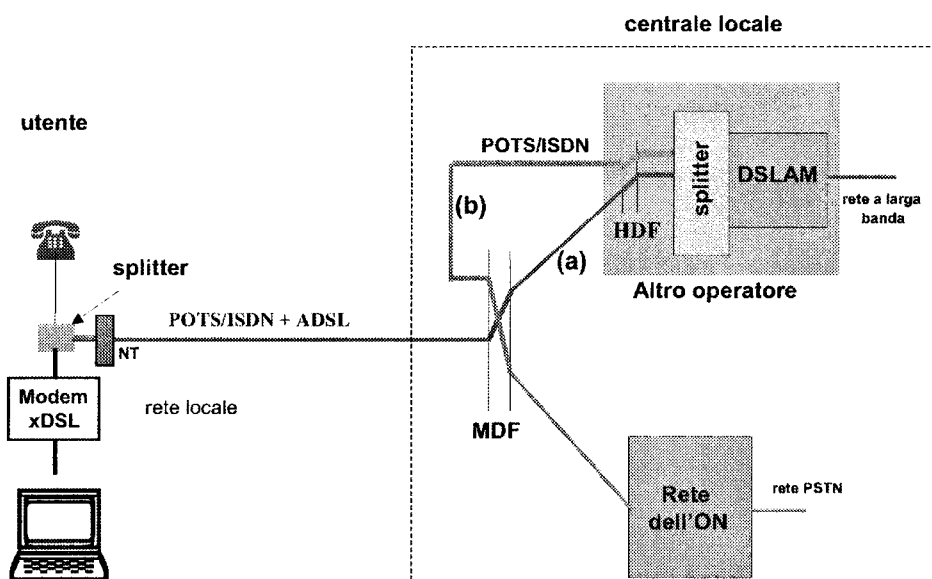 centrale locale
utente
POTS/ISDN
splitter
DSLAM
rete a larga
banda
(b)
HDF
(a)
splitter
Altro operatore
POTS/ISDN + ADSL
NT
Modem
xDSL
rete locale
MDF
Rete
dell'ON
rete PSTN